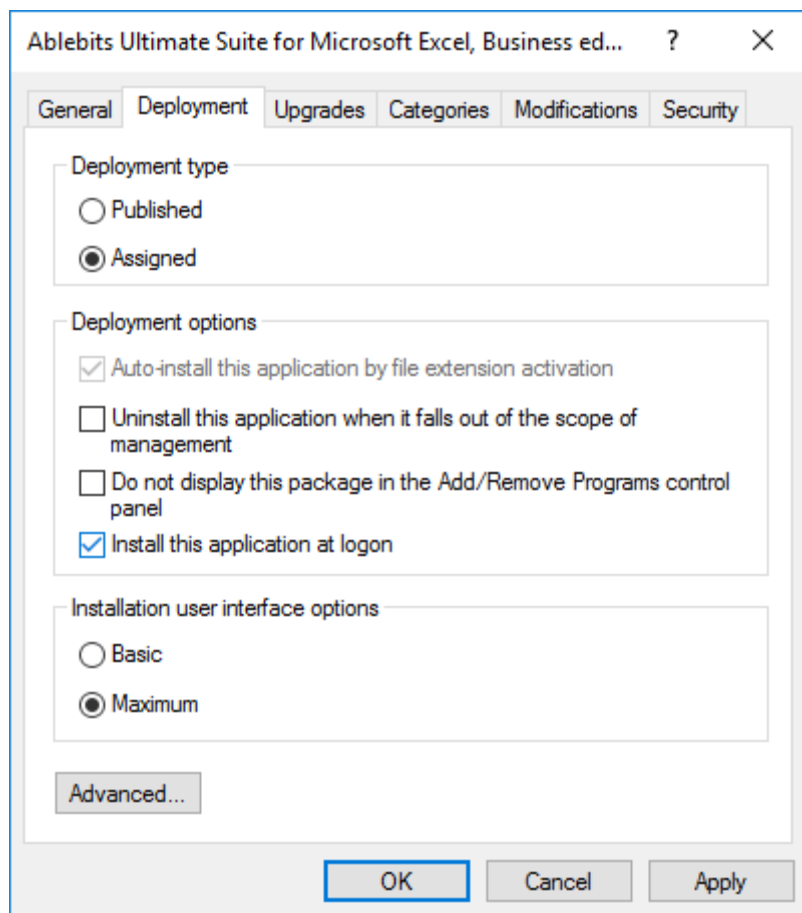 Ablebits Ultimate Suite for Microsoft Excel, Business ed... ?
General Deployment Upgrades Categories Modifications Security
Deployment type
Published
Assigned
Deployment options
Auto-install this application by file extension activation
Uninstall this application when it falls out of the scope of
management
Do not display this package in the Add/Remove Programs control
panel
Install this application at logon
Installation user interface options
Basic
Maximum
Advanced...
OK Cancel Apply